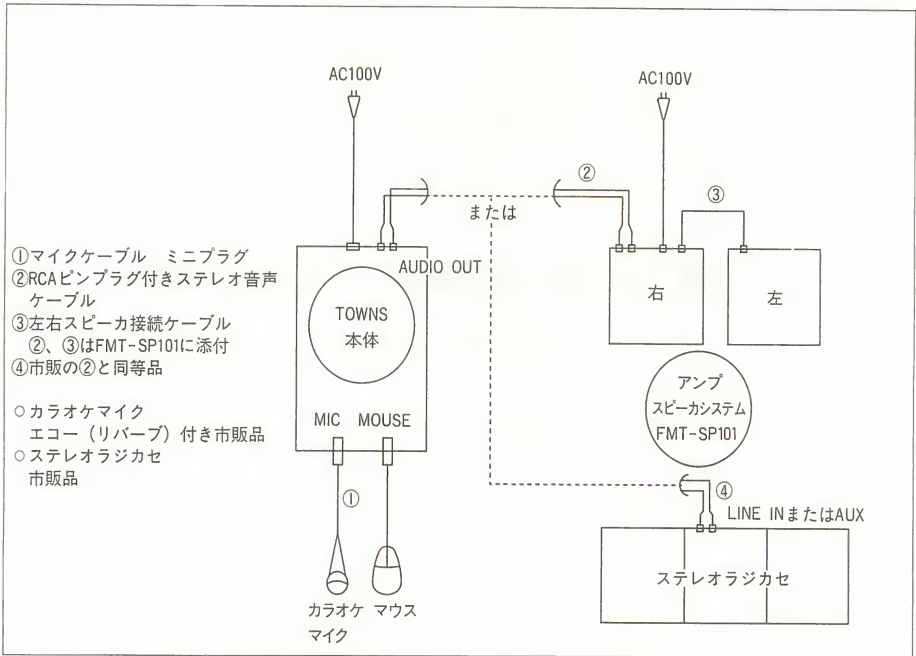 AC100V
AC100V
②
③
または
①マイクケーブル　ミニプラグ
②RCAピンプラグ付きステレオ音声
ケーブル
③左右スピーカ接続ケーブル
②、③はFMT-SP101に添付
④市販の②と同等品
○カラオケマイク
エコー（リバーブ）付き市販品
○ステレオラジカセ
市販品
AUDIO OUT
TOWNS
本体
MIC
MOUSE
①
カラオケ
マイク
マウス
右
左
アンプ
スピーカシステム
FMT-SP101
④
LINE INまたはAUX
ステレオラジカセ